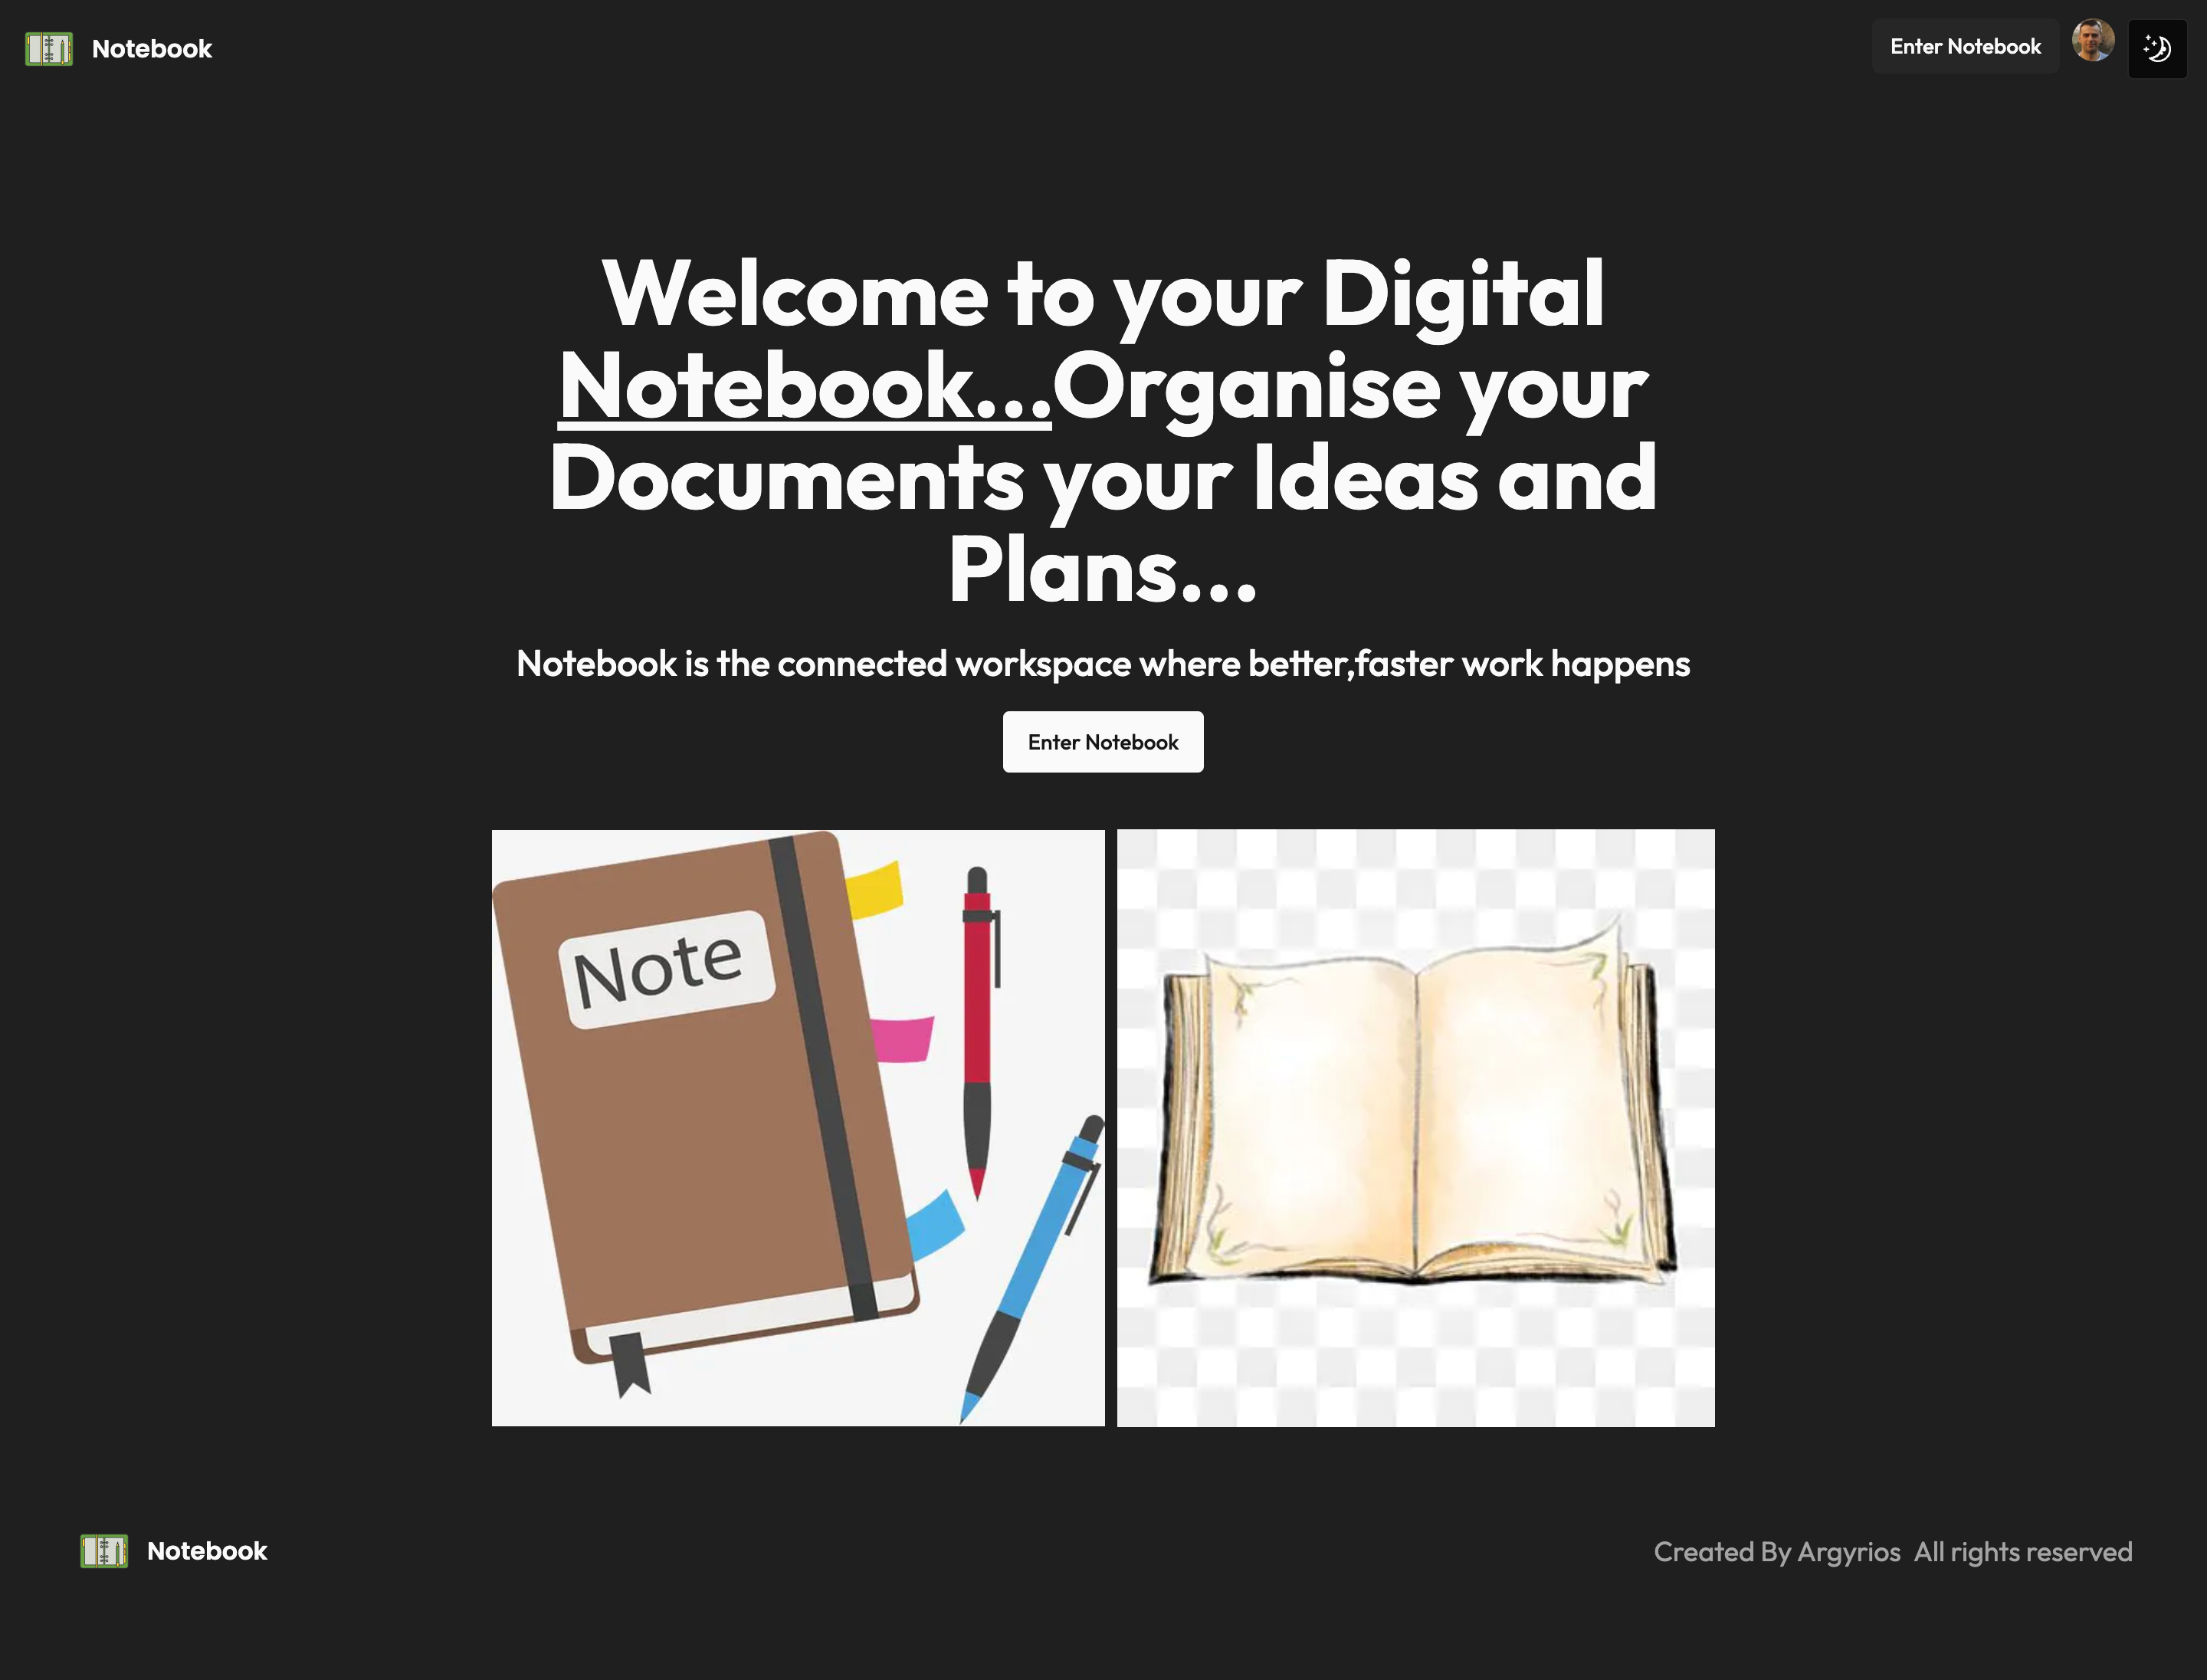 Notebook
Enter Notebook
Welcome to your Digital
Notebook...Organise your
Documents your Ideas and
Plans...
Notebook is the connected workspace where better,faster work happens
Enter Notebook
Note
Notebook
Created By Argyrios All rights reserved